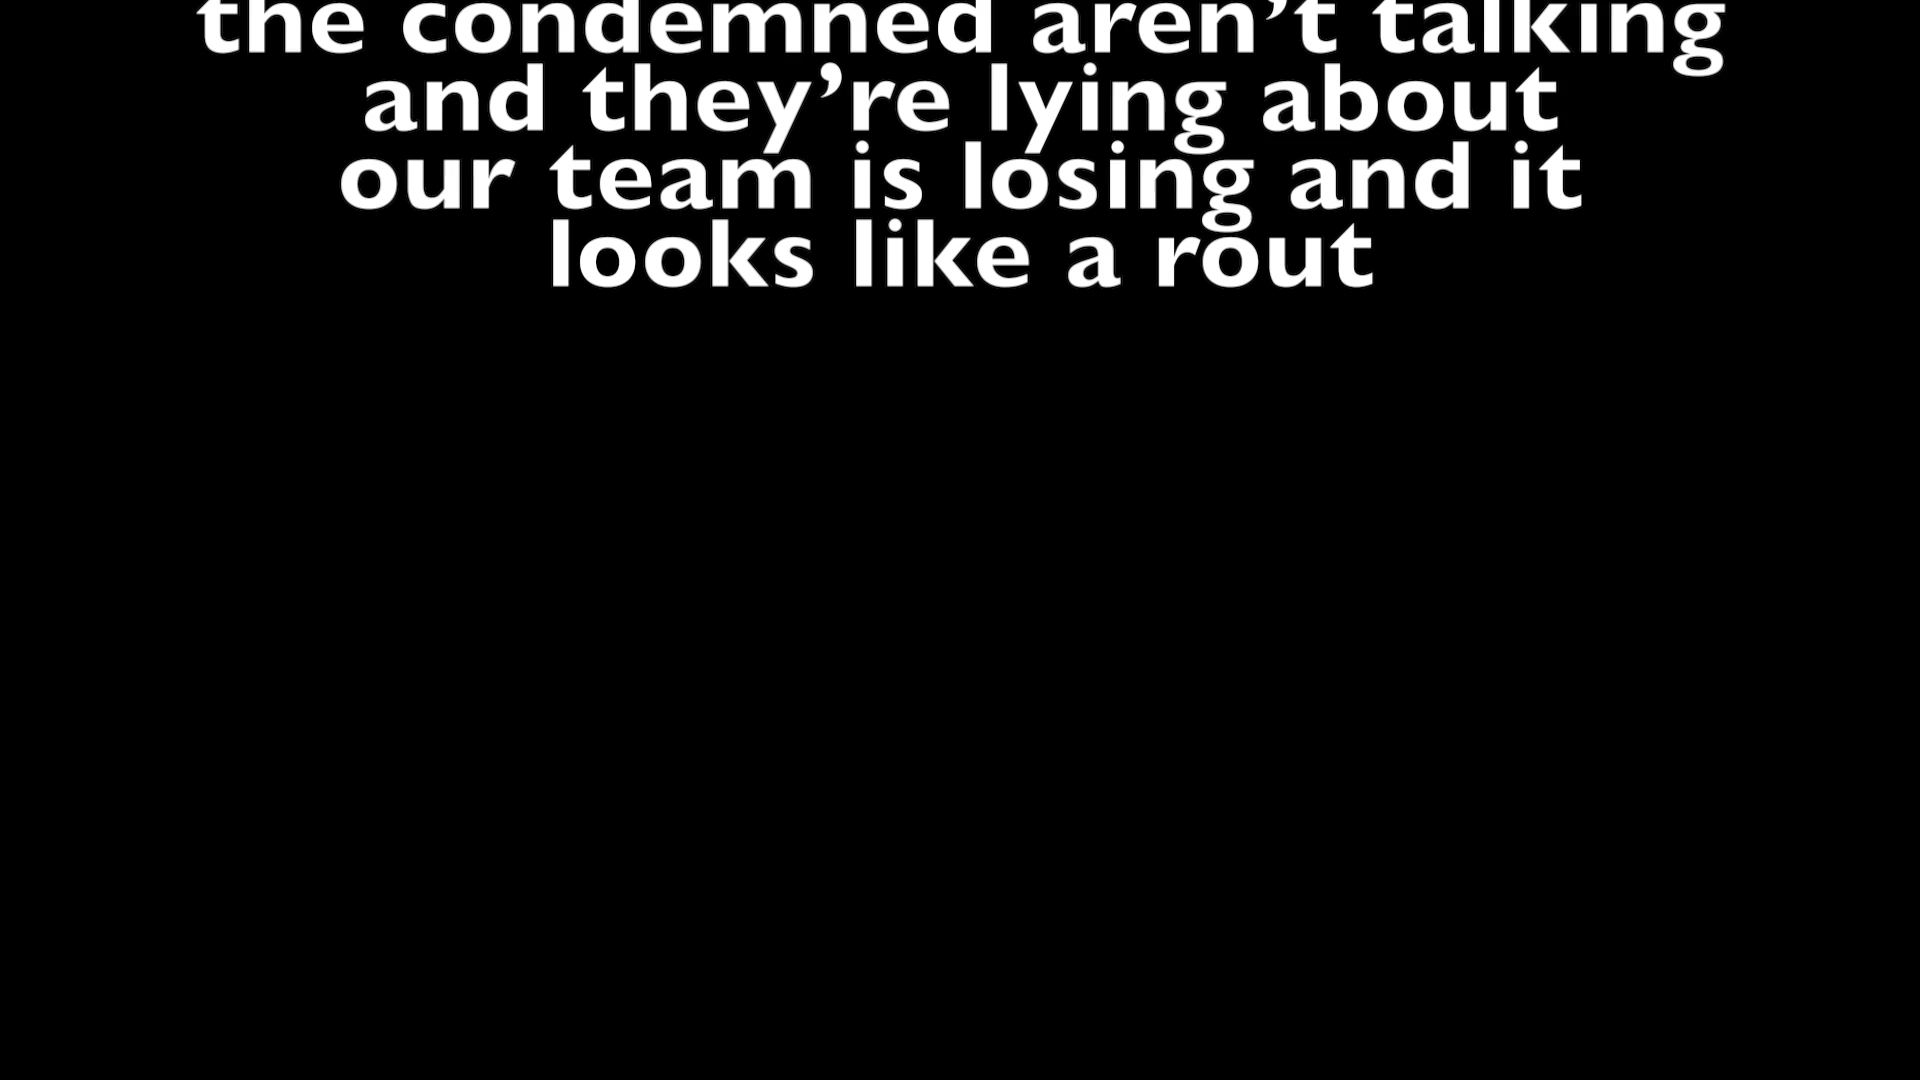 the condemned aren’t talking
and they’re lying about
our team is losing and it
looks like a rout